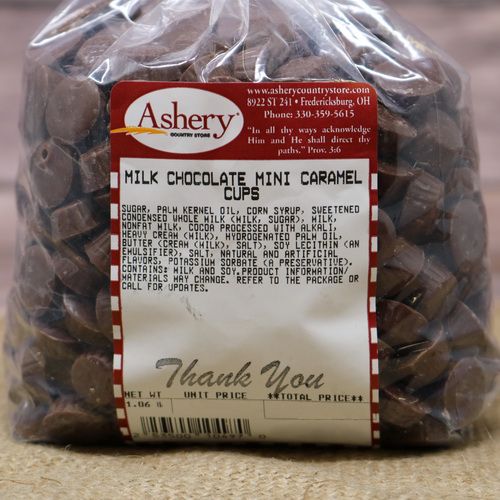 Ashery
COUNTRY STORE
www.asherycountrystore.com
8922 ST 241 • Fredericksburg, OH
Phone: 330-359-5615
"In all thy ways acknowledge
Him and He shall direct thy
paths." Prov. 3:6
MILK CHOCOLATE MINI CARAMEL
CUPS
SUGAR, PALM KERNEL OIL, CORN SYRUP, SWEETENED
CONDENSED WHOLE MILK (MILK, SUGAR), MILK,
NONFAT MILK, COCOA PROCESSED WITH ALKALI,
HEAVY CREAM (MILK), HYDROGENATED PALM OIL,
BUTTER (CREAM (MILK), SALT), SOY LECITHIN (AN
EMULSIFIER), SALT, NATURAL AND ARTIFICIAL
FLAVORS, POTASSIUM SORBATE (A PRESERVATIVE).
CONTAINS: MILK AND SOY.PRODUCT INFORMATION/
MATERIALS MAY CHANGE. REFER TO THE PACKAGE OR
CALL FOR UPDATES.
Thank You
NET WT UNIT PRICE **TOTAL PRICE**
1.06 lb